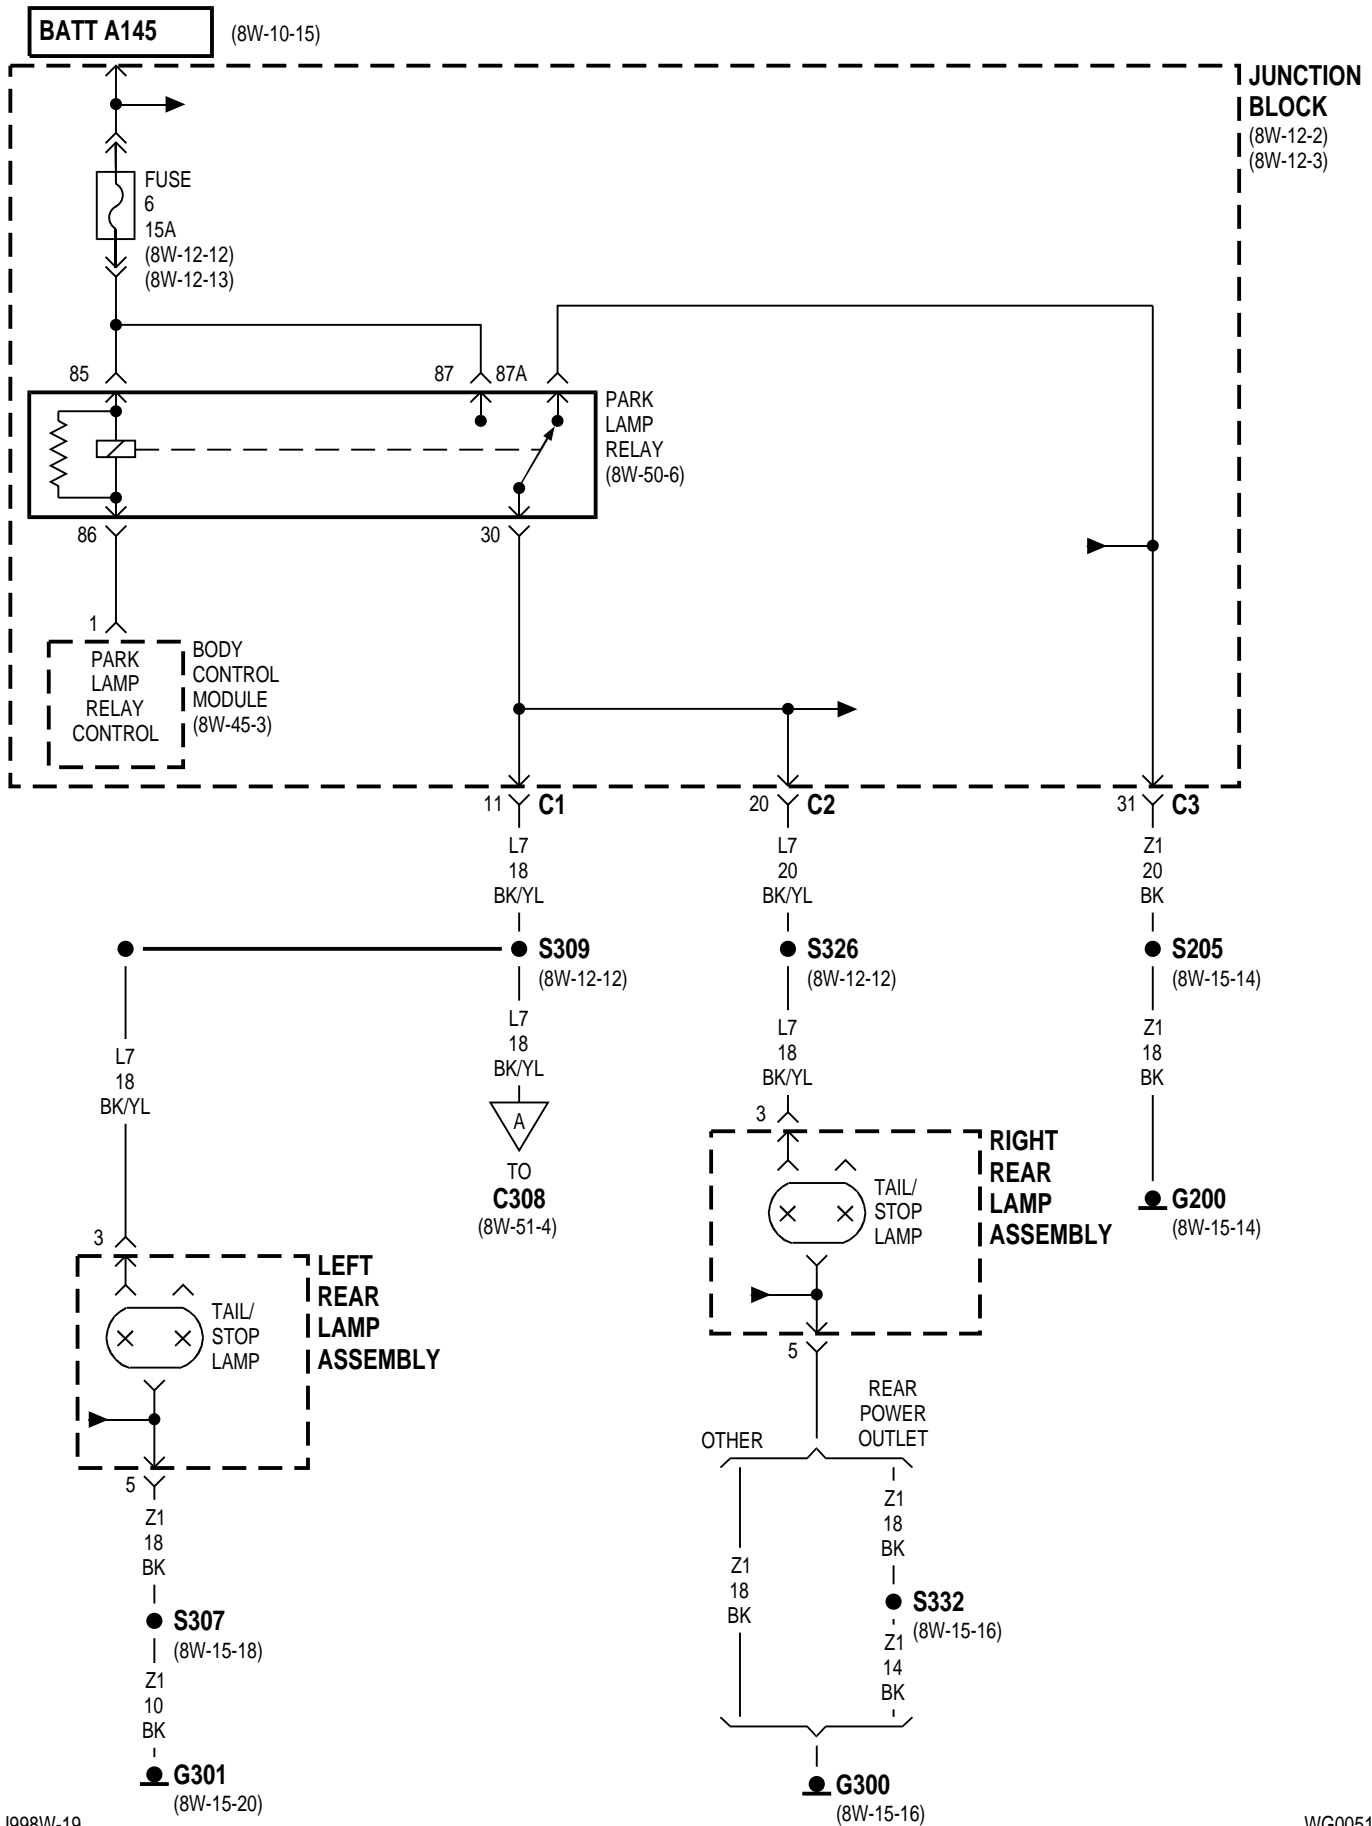 BATT A145
(8W-10-15)
JUNCTION
BLOCK
(8W-12-2)
(8W-12-3)
FUSE
6
15A
(8W-12-12)
(8W-12-13)
85
87
87A
PARK
LAMP
RELAY
(8W-50-6)
86
30
1
PARK
LAMP
RELAY
CONTROL
BODY
CONTROL
MODULE
(8W-45-3)
11
C1
20
C2
31
C3
L7
18
BK/YL
L7
20
BK/YL
Z1
20
BK
S309
(8W-12-12)
S326
(8W-12-12)
S205
(8W-15-14)
L7
18
BK/YL
L7
18
BK/YL
L7
18
BK/YL
Z1
18
BK
A
TO
C308
(8W-51-4)
3
RIGHT
REAR
LAMP
ASSEMBLY
TAIL/
STOP
LAMP
G200
(8W-15-14)
3
LEFT
REAR
LAMP
ASSEMBLY
TAIL/
STOP
LAMP
5
5
OTHER
REAR
POWER
OUTLET
Z1
18
BK
S307
(8W-15-18)
Z1
10
BK
G301
(8W-15-20)
Z1
18
BK
Z1
18
BK
S332
(8W-15-16)
Z1
14
BK
G300
(8W-15-16)
J998W-19
WG0051